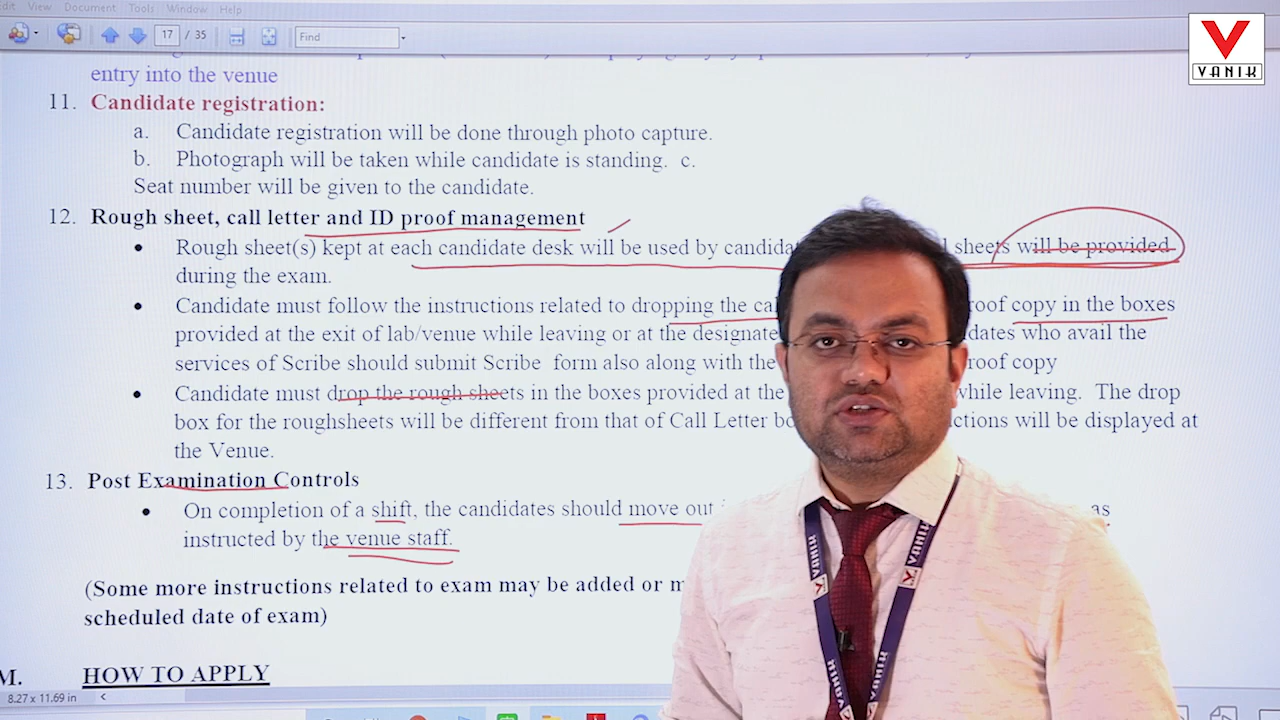 Edit View Document Tools Window Help
17 / 35 Find
VANIK
entry into the venue
11. Candidate registration:
a. Candidate registration will be done through photo capture.
b. Photograph will be taken while candidate is standing. c.
Seat number will be given to the candidate.
12. Rough sheet, call letter and ID proof management
• Rough sheet(s) kept at each candidate desk will be used by sheets will be provided
during the exam.
• Candidate must follow the instructions related to dropping the copy in the boxes
provided at the exit of lab/venue while leaving or at the who avail the
services of Scribe should submit Scribe form also along with the copy
• Candidate must drop the rough sheets in the boxes provided at the while leaving. The drop
box for the roughsheets will be different from that of Call Letter will be displayed at
the Venue.
13. Post Examination Controls
• On completion of a shift, the candidates should move out as
instructed by the venue staff.
(Some more instructions related to exam may be added or
scheduled date of exam)
M. HOW TO APPLY
8.27 x 11.69 in
VANIK
VANIK
VANIK